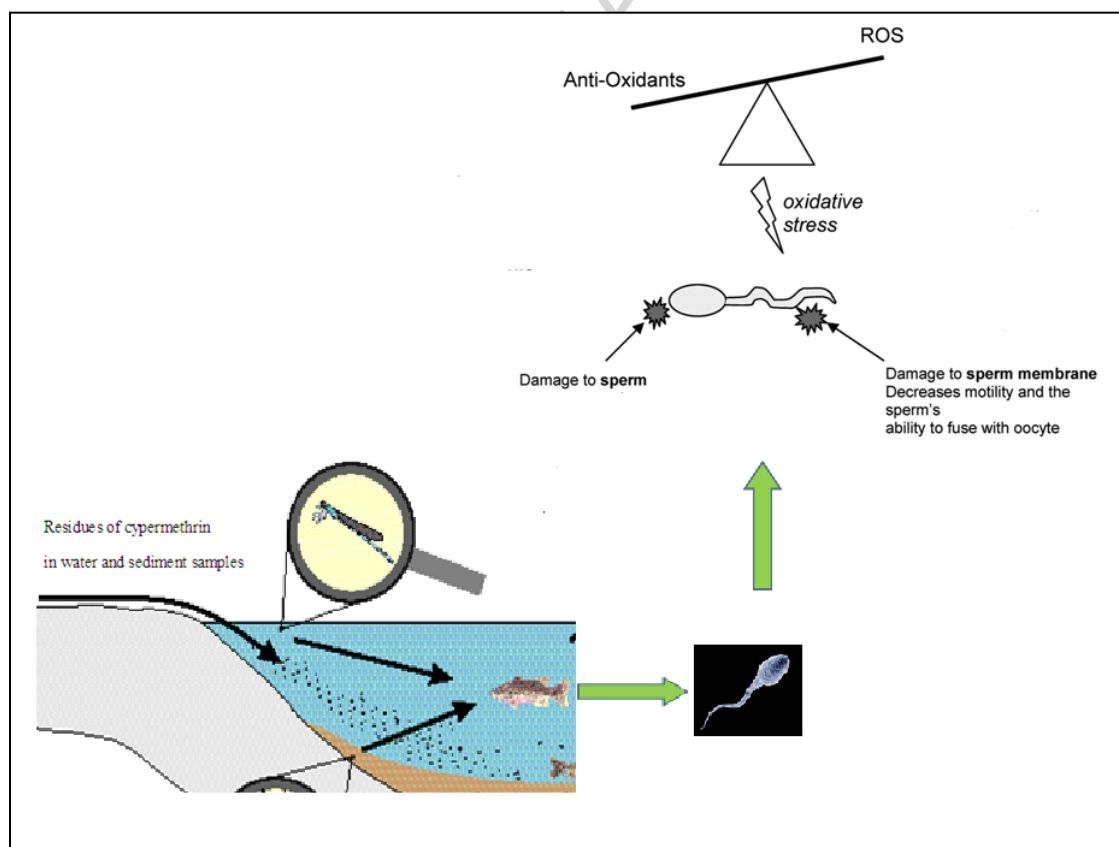 ROS
Anti-Oxidants
oxidative
stress
Damage to sperm
Damage to sperm membrane
Decreases motility and the
sperm's
ability to fuse with oocyte
Residues of cypermethrin
in water and sediment samples